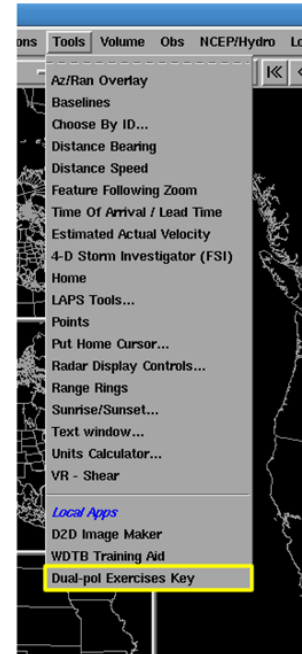 Tools Volume Obs NCEP/Hydro
Az/Ran Overlay
Baselines
Choose By ID...
Distance Bearing
Distance Speed
Feature Following Zoom
Time Of Arrival / Lead Time
Estimated Actual Velocity
4-D Storm Investigator (FSI)
Home
LAPS Tools...
Points
Put Home Cursor...
Radar Display Controls...
Range Rings
Sunrise/Sunset...
Text window...
Units Calculator...
VR - Shear
Local Apps
D2D Image Maker
WDTB Training Aid
Dual-pol Exercises Key